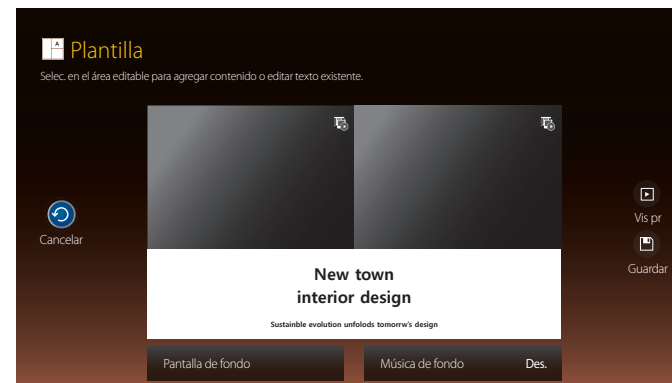 Plantilla
Selec. en el área editable para agregar contenido o editar texto existente.
Cancelar
Vis pr
Guardar
New town
interior design
Sustainble evolution unfolods tomorrw's design
Pantalla de fondo
Música de fondo Des.